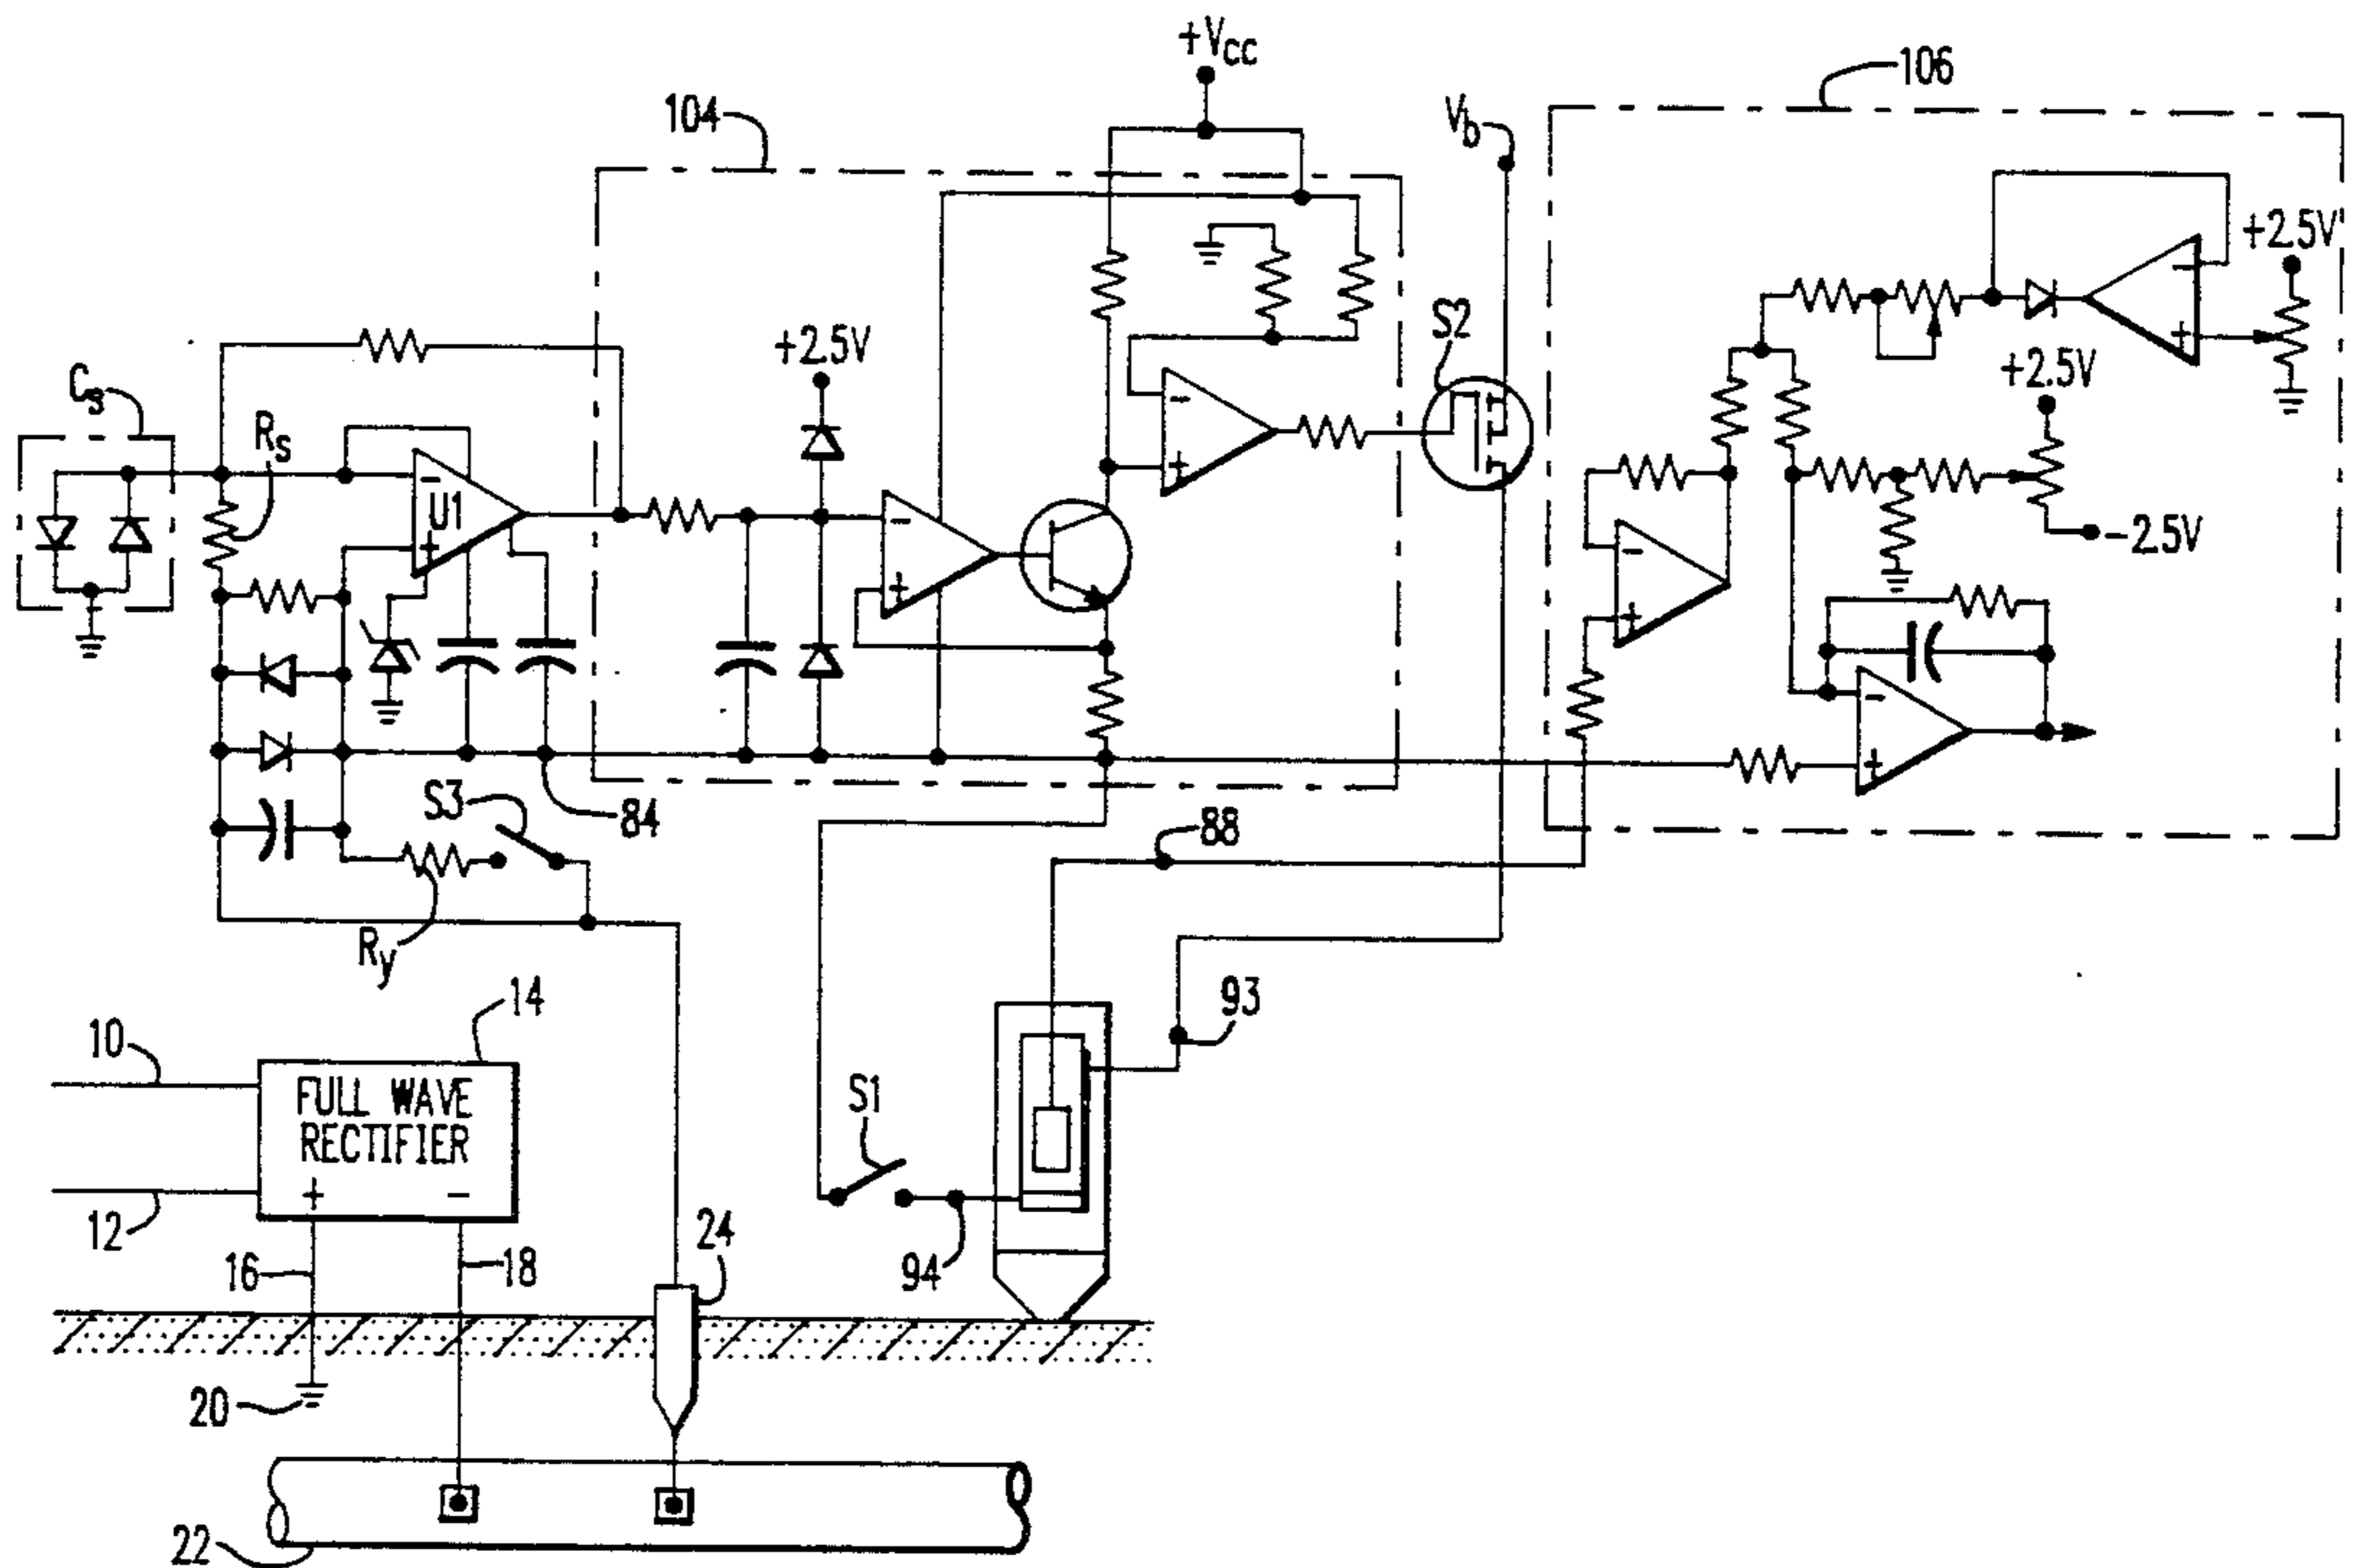 +VCC
106
104
Vb
+2.5V
S2
+2.5V
+2.5V
Cs
Rs
-
+
U1
-
+
-
+
-
+
-
+
-2.5V
-
+
S3
84
88
Ry
14
93
10
FULL WAVE
RECTIFIER
+ -
S1
12
24
16
18
94
20
22